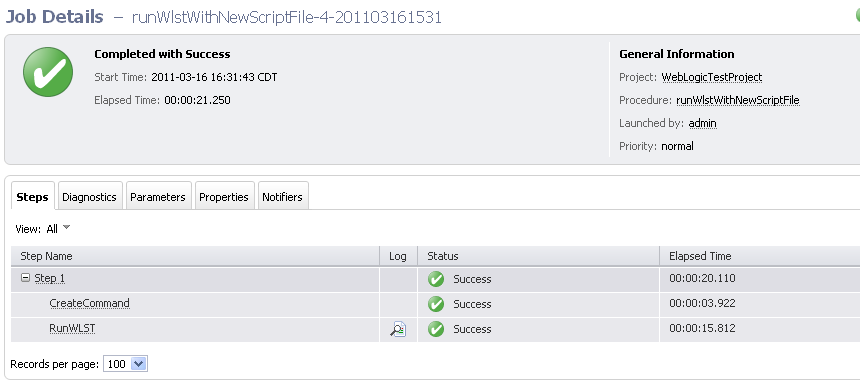 Job Details – runWlstWithNewScriptFile-4-201103161531
Completed with Success
Start Time: 2011-03-16 16:31:43 CDT
Elapsed Time: 00:00:21.250
General Information
Project: WebLogicTestProject
Procedure: runWlstWithNewScriptFile
Launched by: admin
Priority: normal
Steps Diagnostics Parameters Properties Notifiers
View: All
Step Name Log Status Elapsed Time
Step 1 Success 00:00:20.110
CreateCommand Success 00:00:03.922
RunWLST Success 00:00:15.812
Records per page: 100